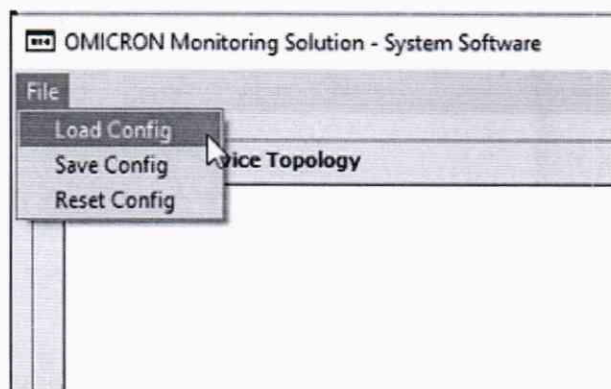 OMICRON Monitoring Solution - System Software
File
Load Config
vice Topology
Save Config
Reset Config